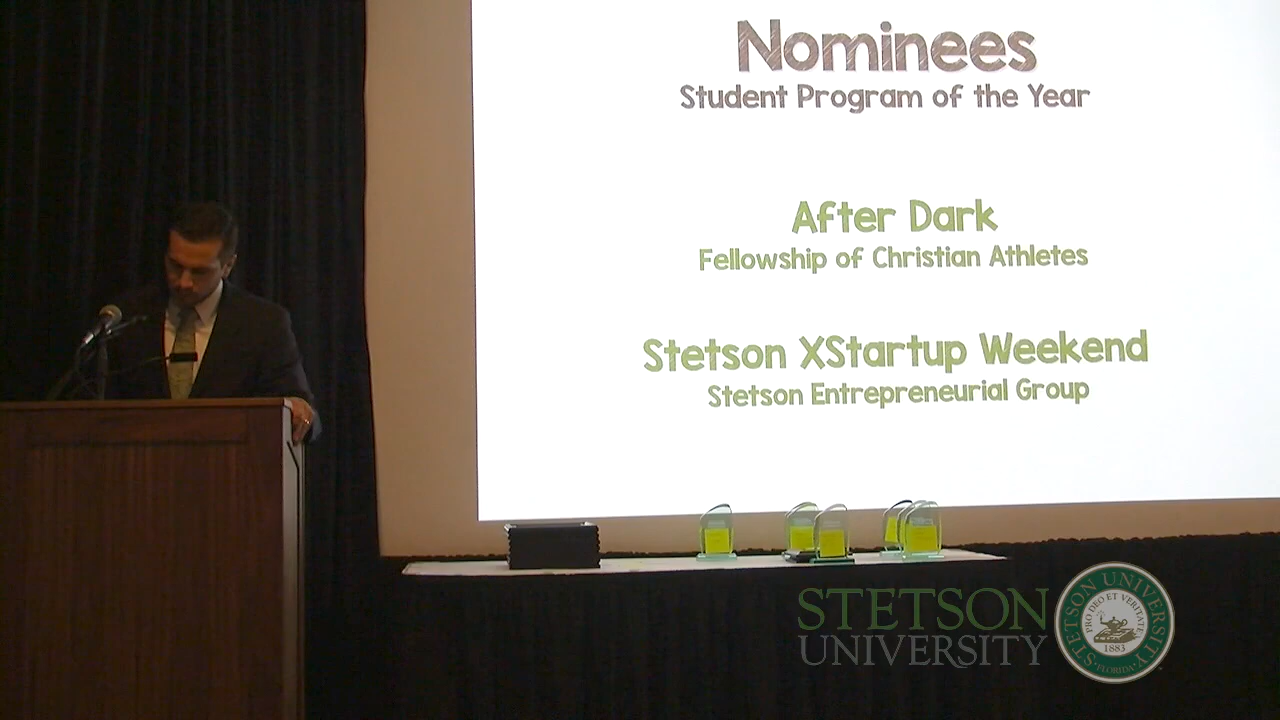 Nominees
Student Program of the Year
After Dark
Fellowship of Christian Athletes
Stetson XStartup Weekend
Stetson Entrepreneurial Group
STETSON
UNIVERSITY
STETSON UNIVERSITY
PRO DEO ET VERITATE
1883
FLORIDA